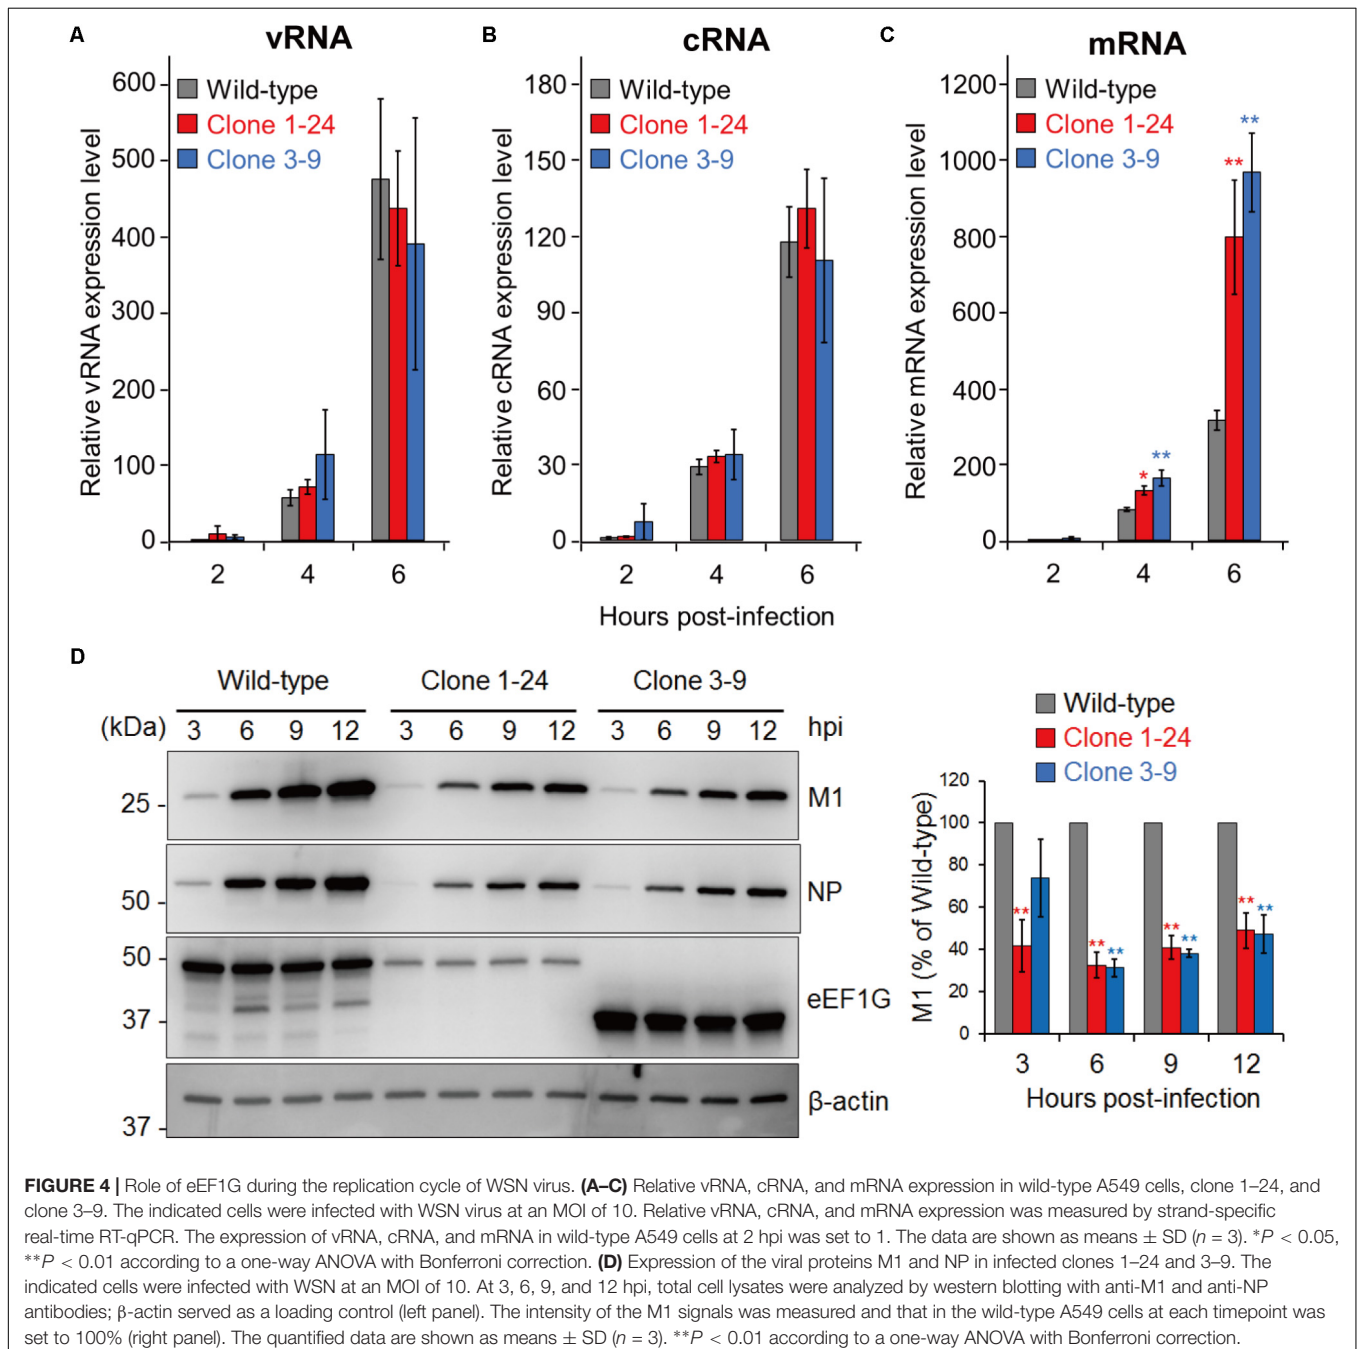 A
vRNA
Wild-type
Clone 1-24
Clone 3-9
Relative vRNA expression level
600
500
400
300
200
100
0
2 4 6
B
cRNA
Wild-type
Clone 1-24
Clone 3-9
Relative cRNA expression level
180
150
120
90
60
30
0
2 4 6
C
mRNA
Wild-type
Clone 1-24
Clone 3-9
Relative mRNA expression level
1200
1000
800
600
400
200
0
* **
** **
2 4 6
Hours post-infection
D
Wild-type Clone 1-24 Clone 3-9
(kDa) 3 6 9 12 3 6 9 12 3 6 9 12 hpi
25 - M1
50 - NP
50 -
37 - eEF1G
37 - β-actin
Wild-type
Clone 1-24
Clone 3-9
M1 (% of Wild-type)
120
100
80
60
40
20
0
** ** ** ** ** ** **
3 6 9 12
Hours post-infection
FIGURE 4 | Role of eEF1G during the replication cycle of WSN virus. (A–C) Relative vRNA, cRNA, and mRNA expression in wild-type A549 cells, clone 1–24, and
clone 3–9. The indicated cells were infected with WSN virus at an MOI of 10. Relative vRNA, cRNA, and mRNA expression was measured by strand-specific
real-time RT-qPCR. The expression of vRNA, cRNA, and mRNA in wild-type A549 cells at 2 hpi was set to 1. The data are shown as means ± SD (n = 3). *P < 0.05,
**P < 0.01 according to a one-way ANOVA with Bonferroni correction. (D) Expression of the viral proteins M1 and NP in infected clones 1–24 and 3–9. The
indicated cells were infected with WSN at an MOI of 10. At 3, 6, 9, and 12 hpi, total cell lysates were analyzed by western blotting with anti-M1 and anti-NP
antibodies; β-actin served as a loading control (left panel). The intensity of the M1 signals was measured and that in the wild-type A549 cells at each timepoint was
set to 100% (right panel). The quantified data are shown as means ± SD (n = 3). **P < 0.01 according to a one-way ANOVA with Bonferroni correction.